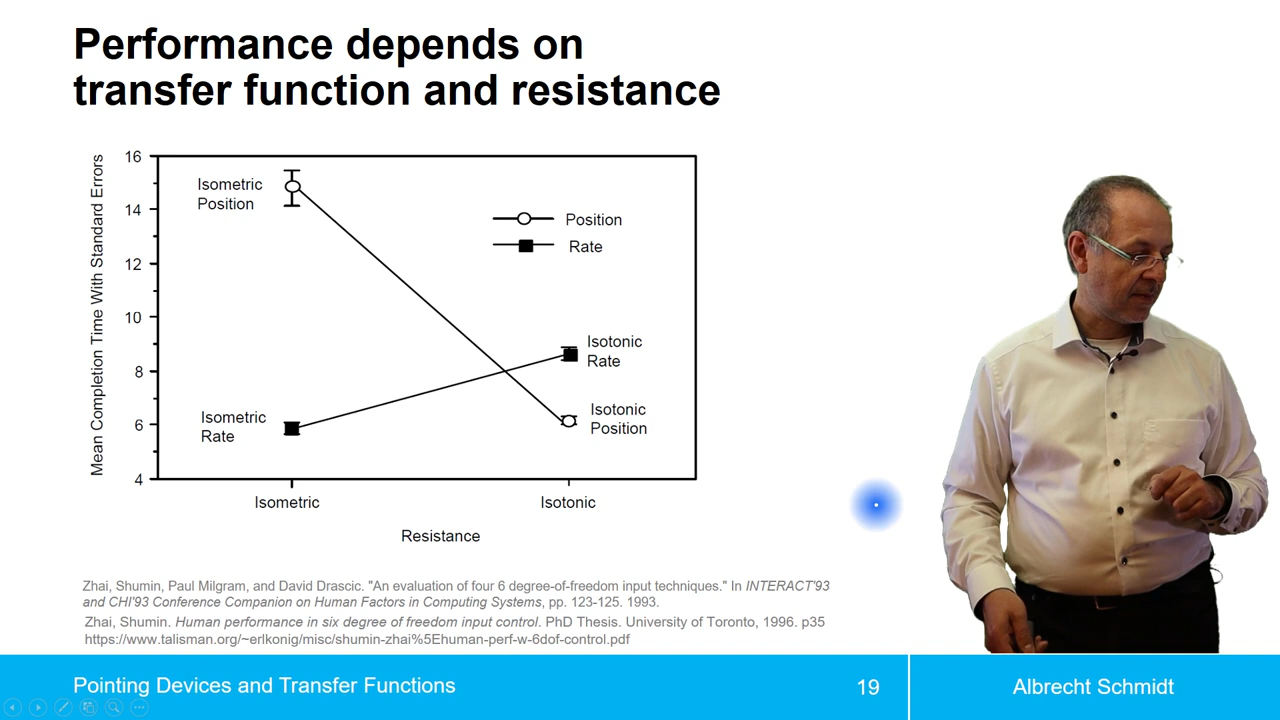 Performance depends on
transfer function and resistance
Mean Completion Time With Standard Errors
16
14
12
10
8
6
4
Isometric
Position
Position
Rate
Isotonic
Rate
Isometric
Rate
Isotonic
Position
Isometric
Isotonic
Resistance
Zhai, Shumin, Paul Milgram, and David Drascic. "An evaluation of four 6 degree-of-freedom input techniques." In INTERACT'93
and CHI'93 Conference Companion on Human Factors in Computing Systems, pp. 123-125. 1993.
Zhai, Shumin. Human performance in six degree of freedom input control. PhD Thesis. University of Toronto, 1996. p35
https://www.talisman.org/~erlkonig/misc/shumin-zhai%5Ehuman-perf-w-6dof-control.pdf
Pointing Devices and Transfer Functions
19
Albrecht Schmidt